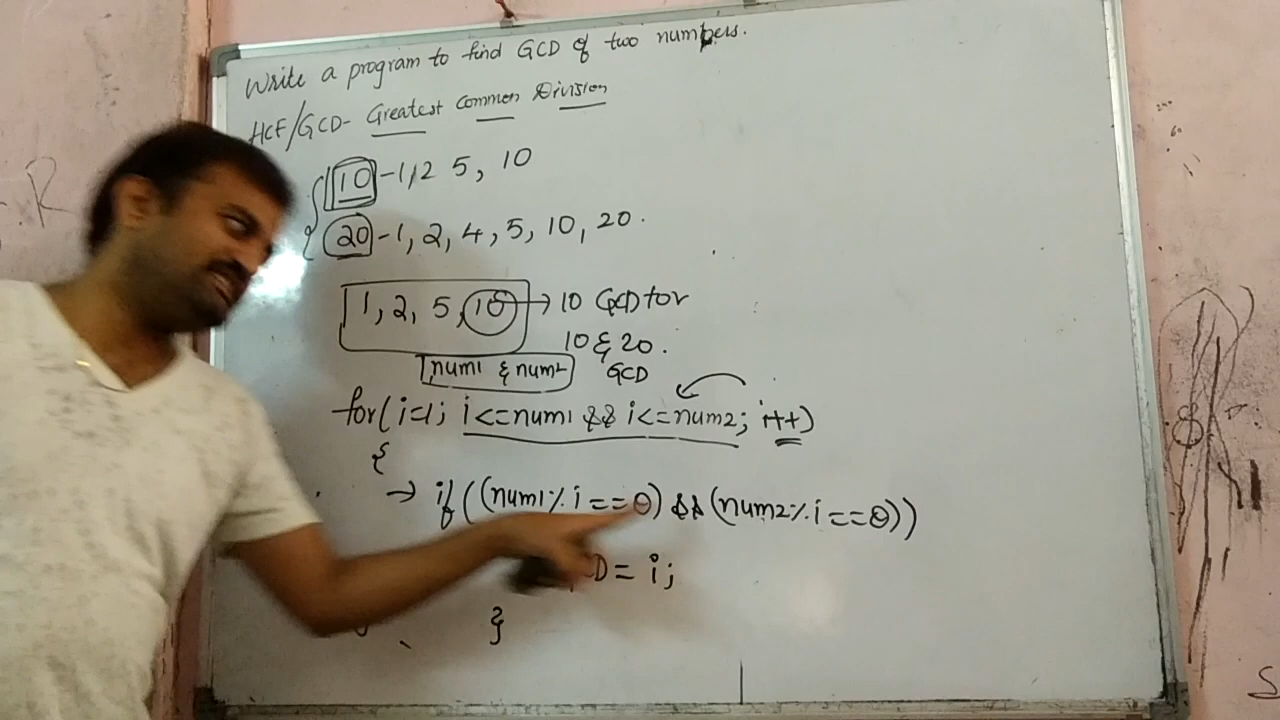 Write a program to find GCD of two numbers.
HCF/GCD- Greatest Common Division
10 -1,2 5, 10
20 -1, 2, 4, 5, 10, 20.
1, 2, 5, 10 → 10 GCD for
10 & 20.
num1 & num2 GCD
for(i=1; i<=num1 && i<=num2; i++)
{
→ if((num1%i==0) && (num2%i==0))
D= i;
}
R
S